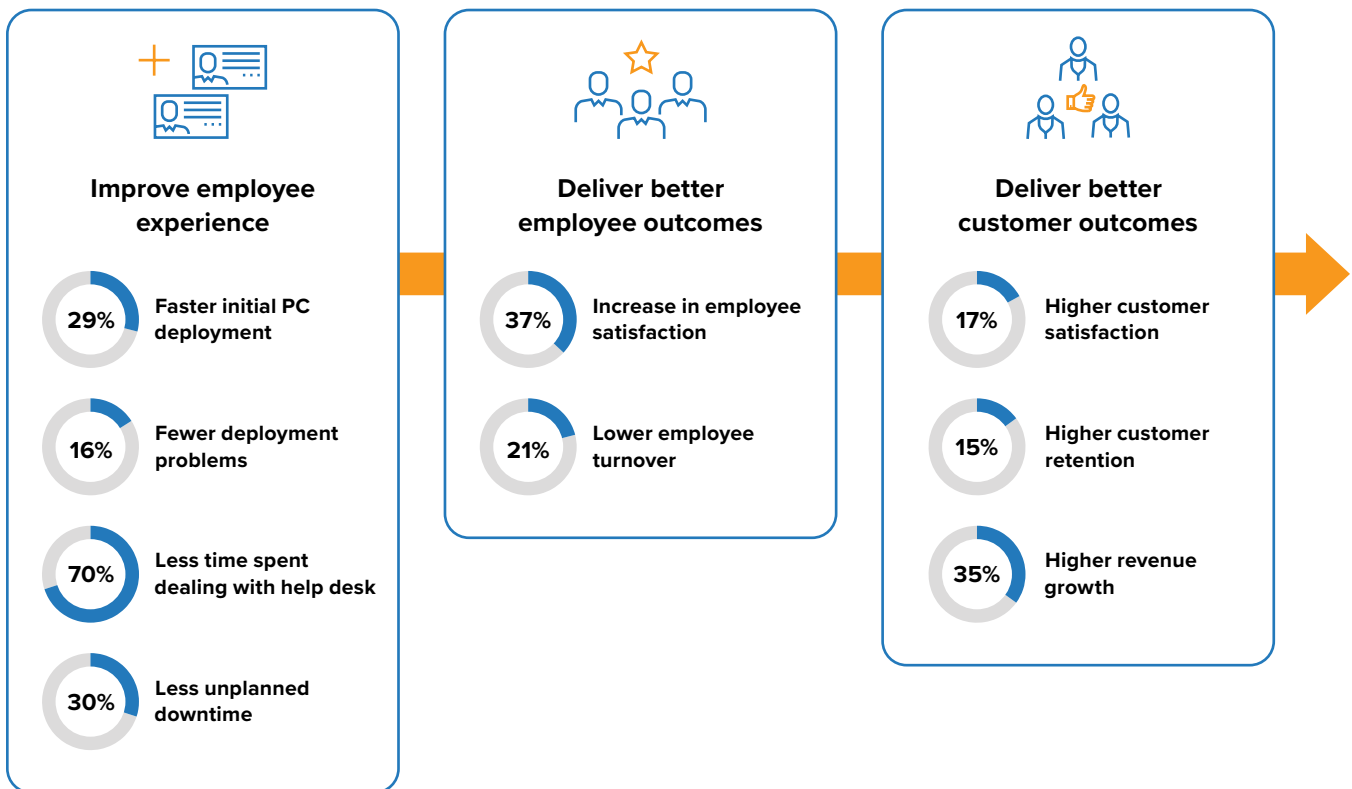 Improve employee
experience
29%
Faster initial PC
deployment
16%
Fewer deployment
problems
70%
Less time spent
dealing with help desk
30%
Less unplanned
downtime
Deliver better
employee outcomes
37%
Increase in employee
satisfaction
21%
Lower employee
turnover
Deliver better
customer outcomes
17%
Higher customer
satisfaction
15%
Higher customer
retention
35%
Higher revenue
growth